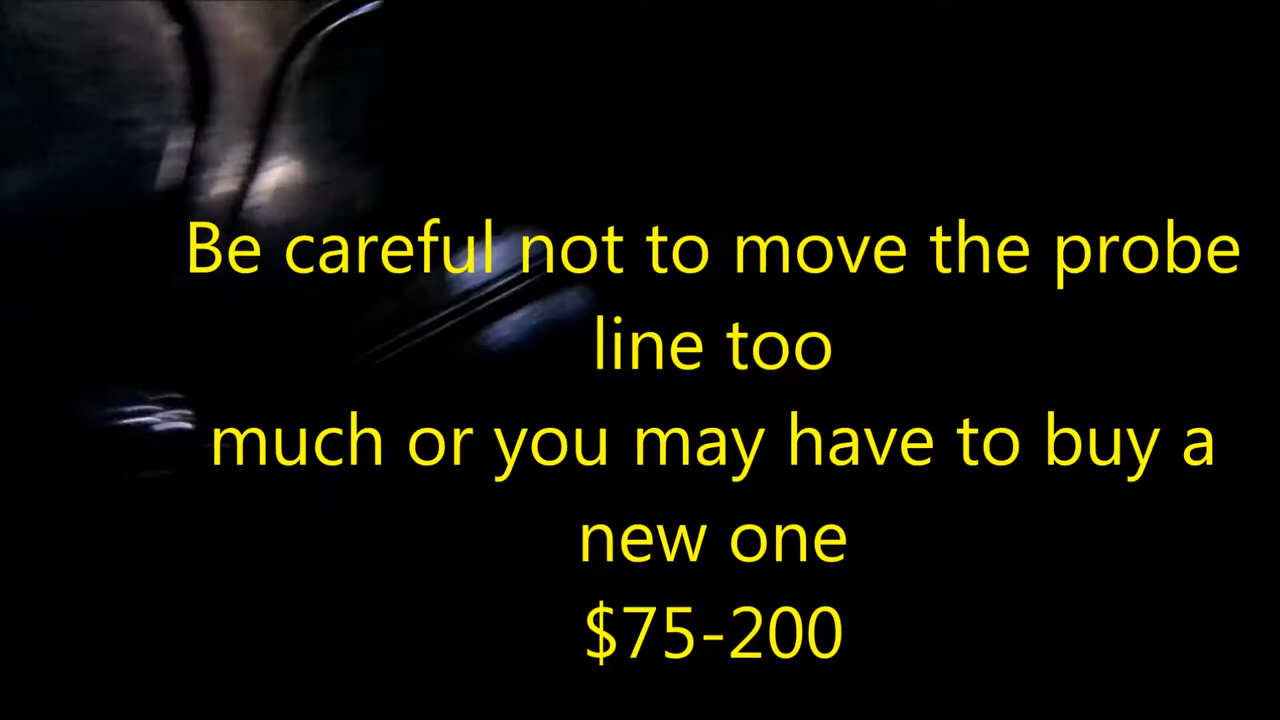 Be careful not to move the probe
line too
much or you may have to buy a
new one
$75-200